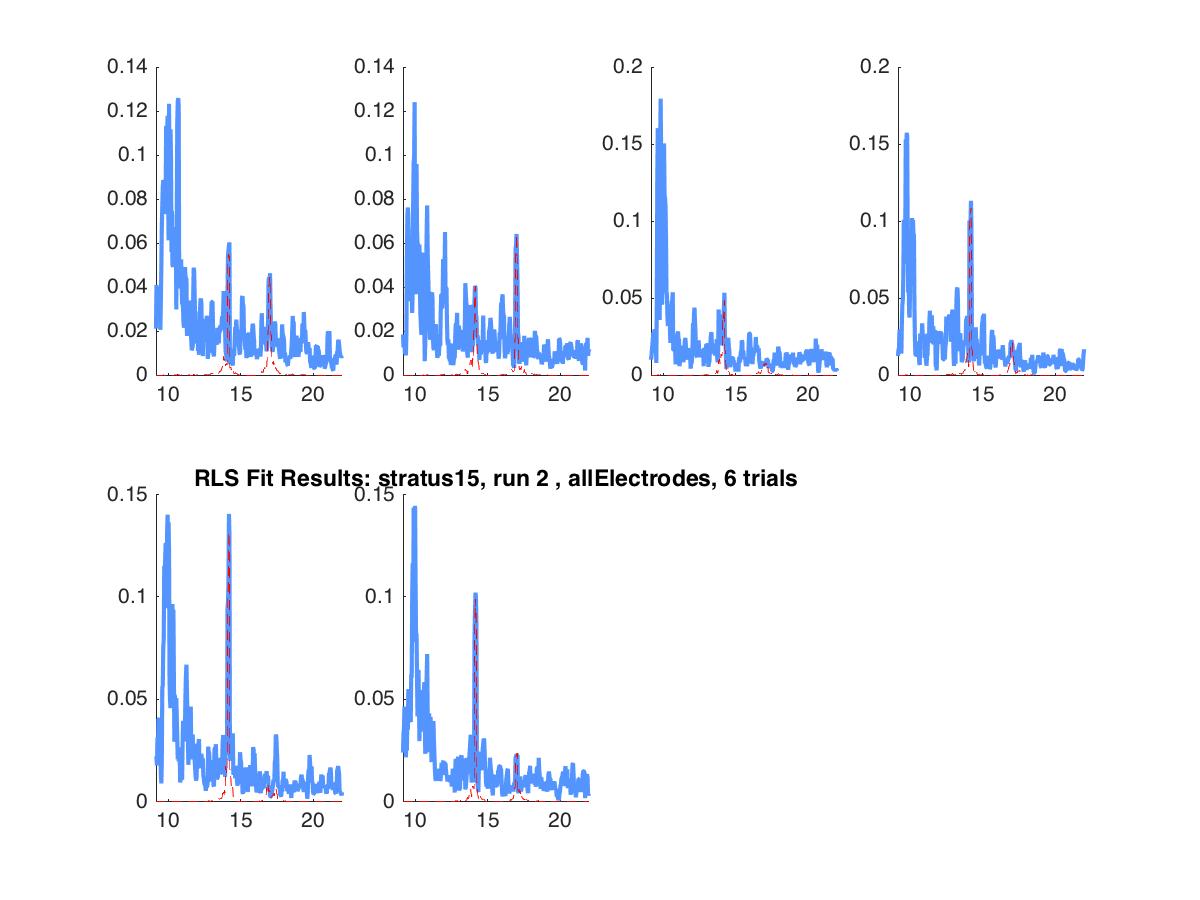 0.14 0.14 0.2 0.2
0.12 0.12
0.15 0.15
0.1 0.1
0.08 0.08 0.1 0.1
0.06 0.06
0.04 0.04 0.05 0.05
0.02 0.02
0 0 0 0
10 15 20 10 15 20 10 15 20 10 15 20
RLS Fit Results: stratus15, run 2 , allElectrodes, 6 trials
0.15 0.15
0.1 0.1
0.05 0.05
0 0
10 15 20 10 15 20